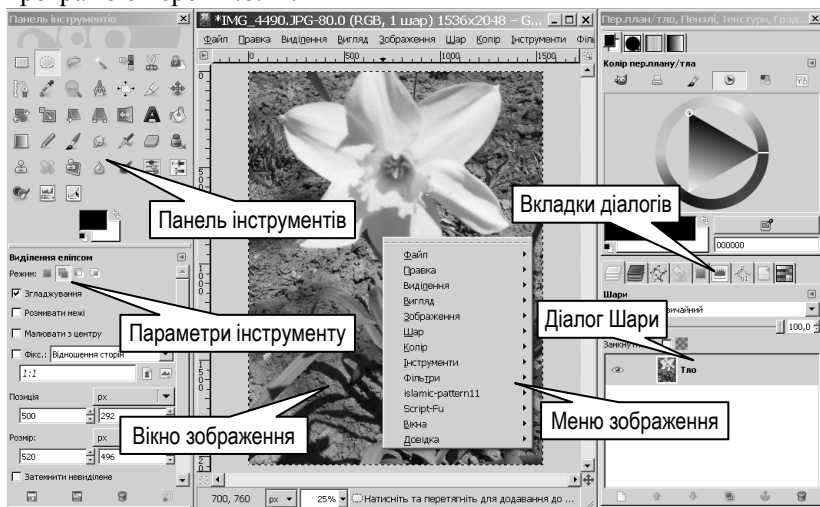 Панель інструментів
*IMG_4490.JPG-80.0 (RGB, 1 шар) 1536x2048 – G...
Пер.план/тло, Пензлі, Текстури, Град...
Файл Правка Виділення Вигляд Зображення Шар Колір Інструменти Філь
0 500 1000 1500
Колір пер.плану/тла
000000
Панель інструментів
Вкладки діалогів
Виділення еліпсом
Режим:
Згладжування
Розмивати межі
Малювати з центру
Фікс.: Відношення сторін
1:1
Позиція px
500 292
Розмір: px
520 496
Затемнити невиділене
Параметри інструменту
Вікно зображення
Файл
Правка
Виділення
Вигляд
Зображення
Шар
Колір
Інструменти
Фільтри
islamic-pattern11
Script-Fu
Вікна
Довідка
Меню зображення
Шари
100,0
Діалог Шари
Тло
700, 760 px 25% Натисніть та перетягніть для додавання до ...